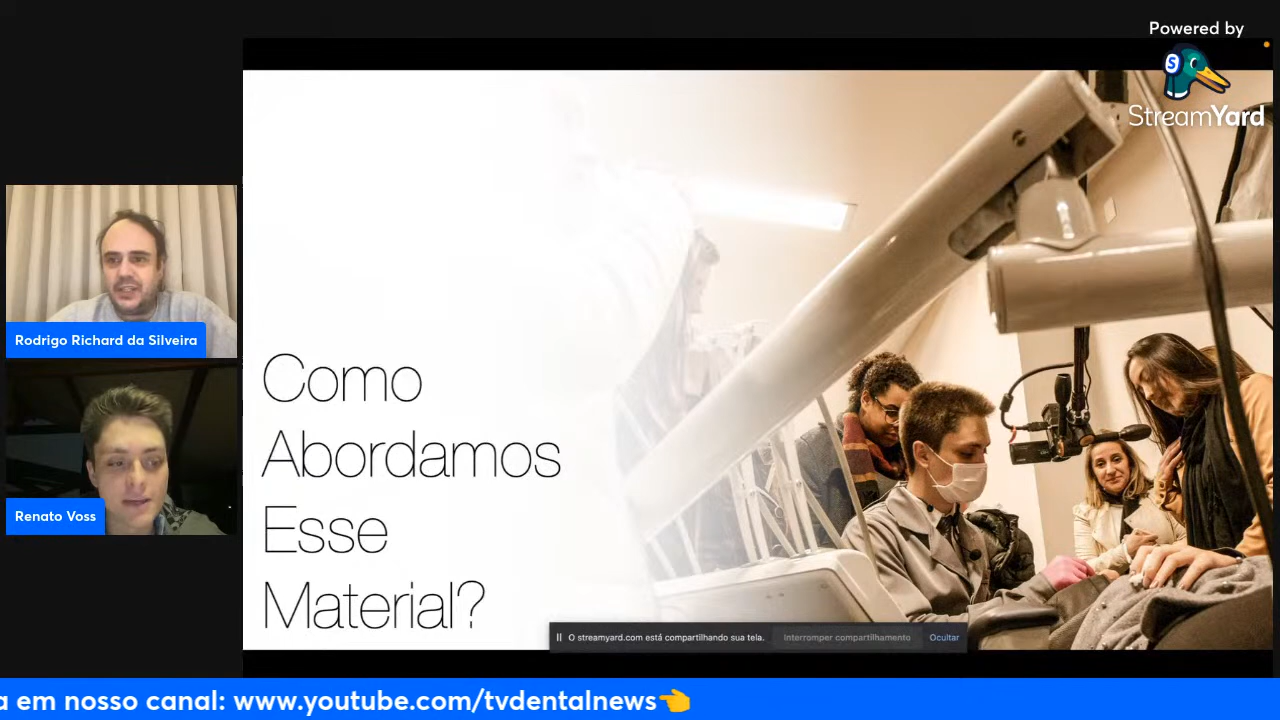 Powered by
StreamYard
Rodrigo Richard da Silveira
Renato Voss
Como
Abordamos
Esse
Material?
O streamyard.com está compartilhando sua tela.
Interromper compartilhamento
Ocultar
a em nosso canal: www.youtube.com/tvdentalnews👈